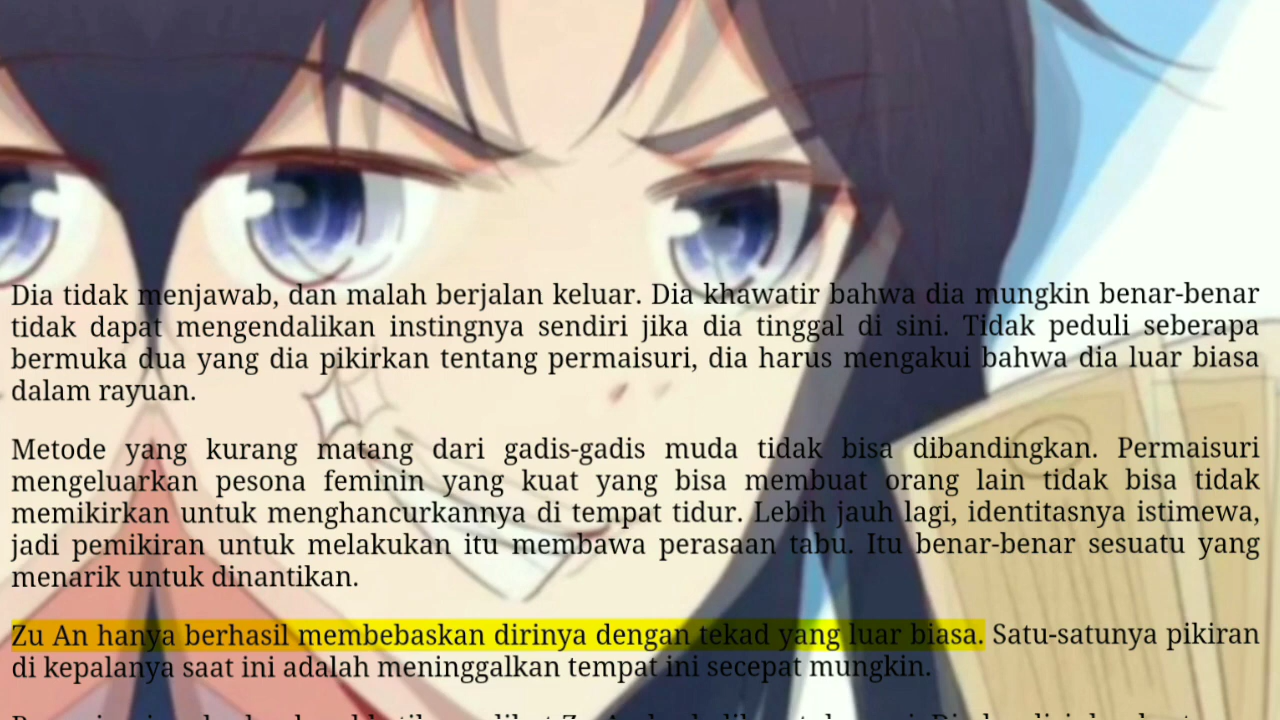 Dia tidak menjawab, dan malah berjalan keluar. Dia khawatir bahwa dia mungkin benar-benar
tidak dapat mengendalikan instingnya sendiri jika dia tinggal di sini. Tidak peduli seberapa
bermuka dua yang dia pikirkan tentang permaisuri, dia harus mengakui bahwa dia luar biasa
dalam rayuan.
Metode yang kurang matang dari gadis-gadis muda tidak bisa dibandingkan. Permaisuri
mengeluarkan pesona feminin yang kuat yang bisa membuat orang lain tidak bisa tidak
memikirkan untuk menghancurkannya di tempat tidur. Lebih jauh lagi, identitasnya istimewa,
jadi pemikiran untuk melakukan itu membawa perasaan tabu. Itu benar-benar sesuatu yang
menarik untuk dinantikan.
Zu An hanya berhasil membebaskan dirinya dengan tekad yang luar biasa. Satu-satunya pikiran
di kepalanya saat ini adalah meninggalkan tempat ini secepat mungkin.